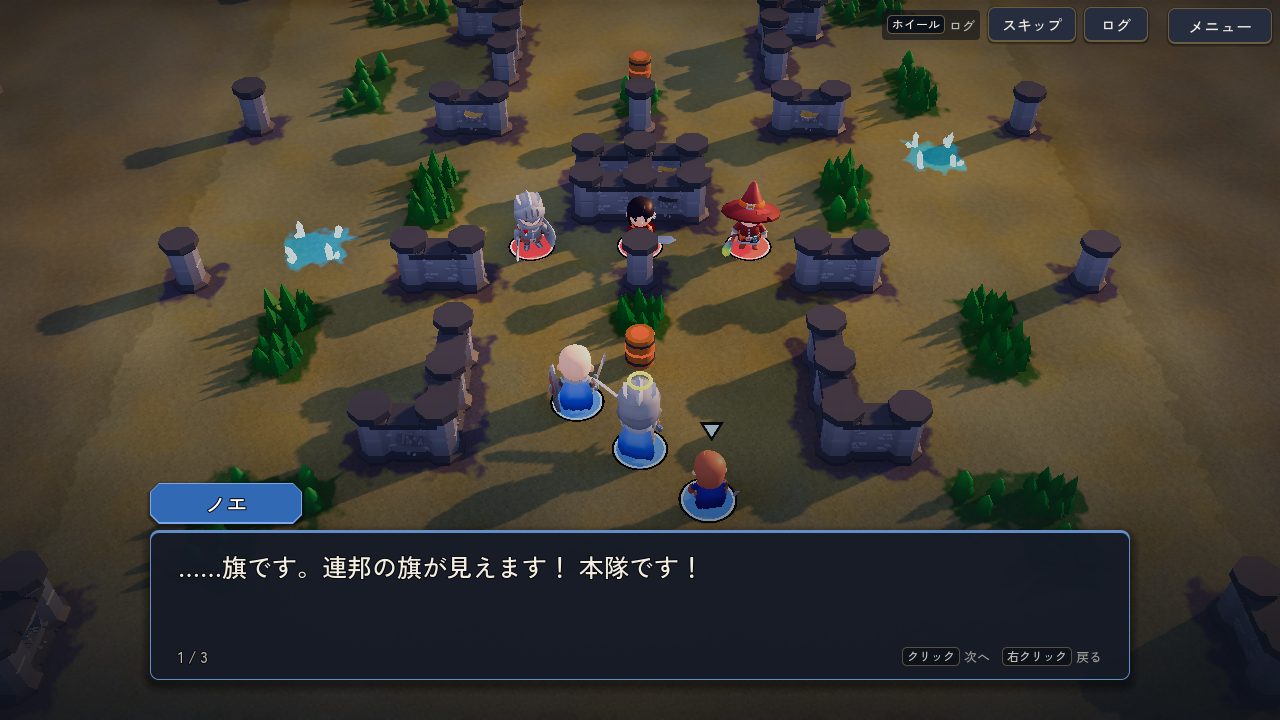 ホイール ログ
スキップ
ログ
メニュー
ノエ
……旗です。連邦の旗が見えます！本隊です！
1 / 3
クリック 次へ 右クリック 戻る